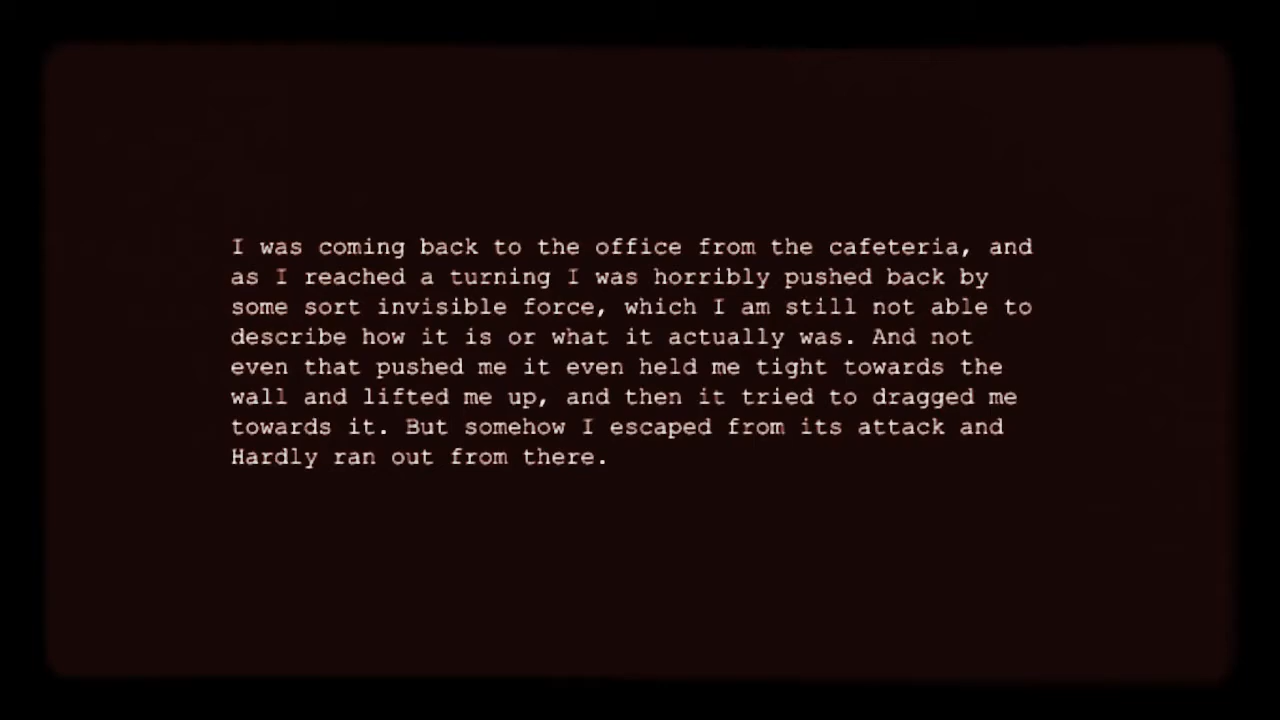 I was coming back to the office from the cafeteria, and
as I reached a turning I was horribly pushed back by
some sort invisible force, which I am still not able to
describe how it is or what it actually was. And not
even that pushed me it even held me tight towards the
wall and lifted me up, and then it tried to dragged me
towards it. But somehow I escaped from its attack and
Hardly ran out from there.